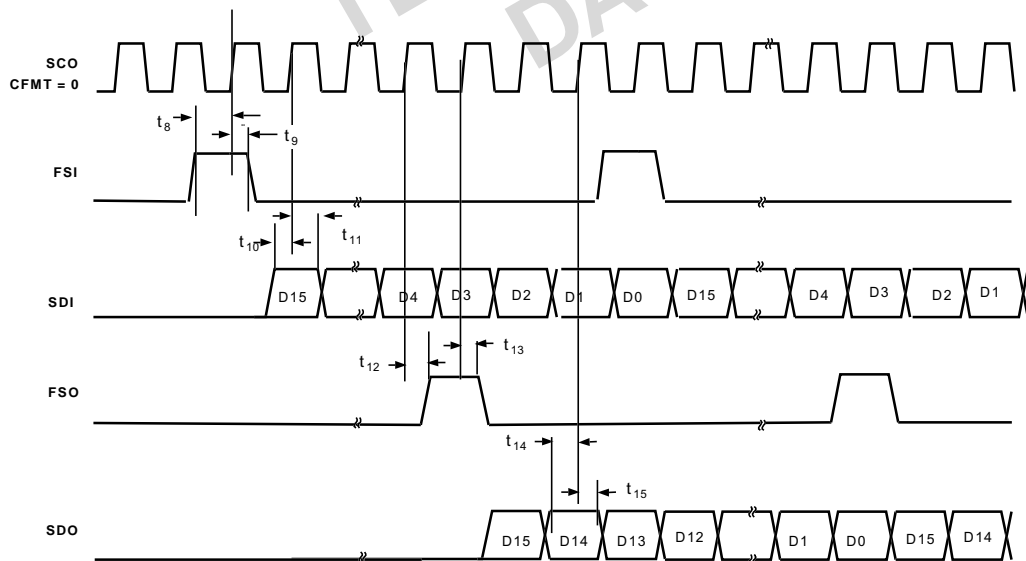 SCO
CFMT = 0
t8
t9
FSI
t10
t11
SDI
D15 D4 D3 D2 D1 D0 D15 D4 D3 D2 D1
t12
t13
FSO
t14
t15
SDO
D15 D14 D13 D12 D1 D0 D15 D14